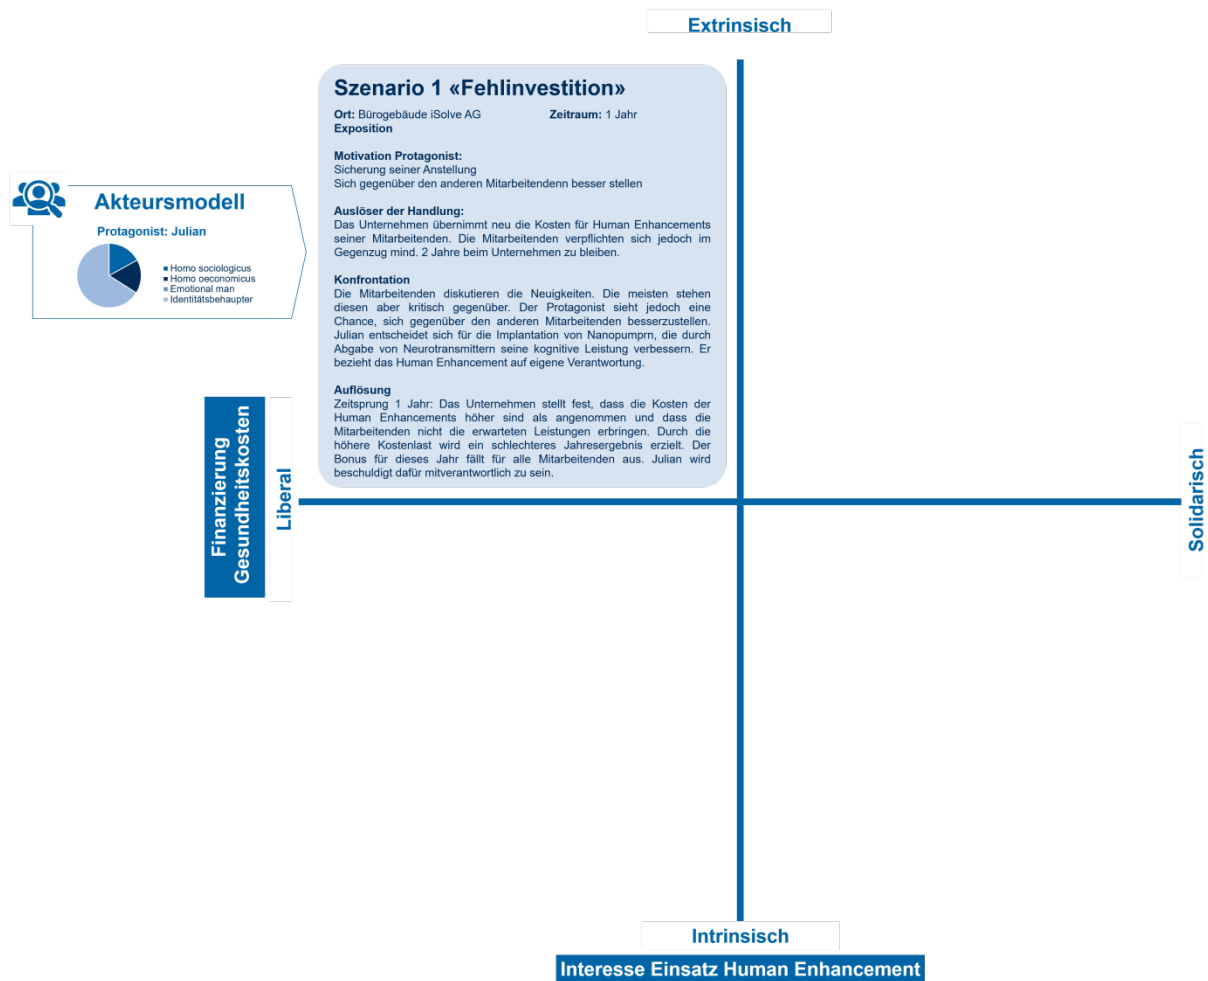 Extrinsisch
Szenario 1 «Fehlinvestition»
Ort: Bürogebäude iSolve AG Zeitraum: 1 Jahr
Exposition
Motivation Protagonist:
Sicherung seiner Anstellung
Sich gegenüber den anderen Mitarbeitendenn besser stellen
Auslöser der Handlung:
Das Unternehmen übernimmt neu die Kosten für Human Enhancements
seiner Mitarbeitenden. Die Mitarbeitenden verpflichten sich jedoch im
Gegenzug mind. 2 Jahre beim Unternehmen zu bleiben.
Konfrontation
Die Mitarbeitenden diskutieren die Neuigkeiten. Die meisten stehen
diesen aber kritisch gegenüber. Der Protagonist sieht jedoch eine
Chance, sich gegenüber den anderen Mitarbeitenden besserzustellen.
Julian entscheidet sich für die Implantation von Nanopumprn, die durch
Abgabe von Neurotransmittern seine kognitive Leistung verbessern. Er
bezieht das Human Enhancement auf eigene Verantwortung.
Auflösung
Zeitsprung 1 Jahr: Das Unternehmen stellt fest, dass die Kosten der
Human Enhancements höher sind als angenommen und dass die
Mitarbeitenden nicht die erwarteten Leistungen erbringen. Durch die
höhere Kostenlast wird ein schlechteres Jahresergebnis erzielt. Der
Bonus für dieses Jahr fällt für alle Mitarbeitenden aus. Julian wird
beschuldigt dafür mitverantwortlich zu sein.
Akteursmodell
Protagonist: Julian
Homo sociologicus
Homo oeconomicus
Emotional man
Identitätsbehaupter
Finanzierung
Gesundheitskosten
Liberal
Solidarisch
Intrinsisch
Interesse Einsatz Human Enhancement